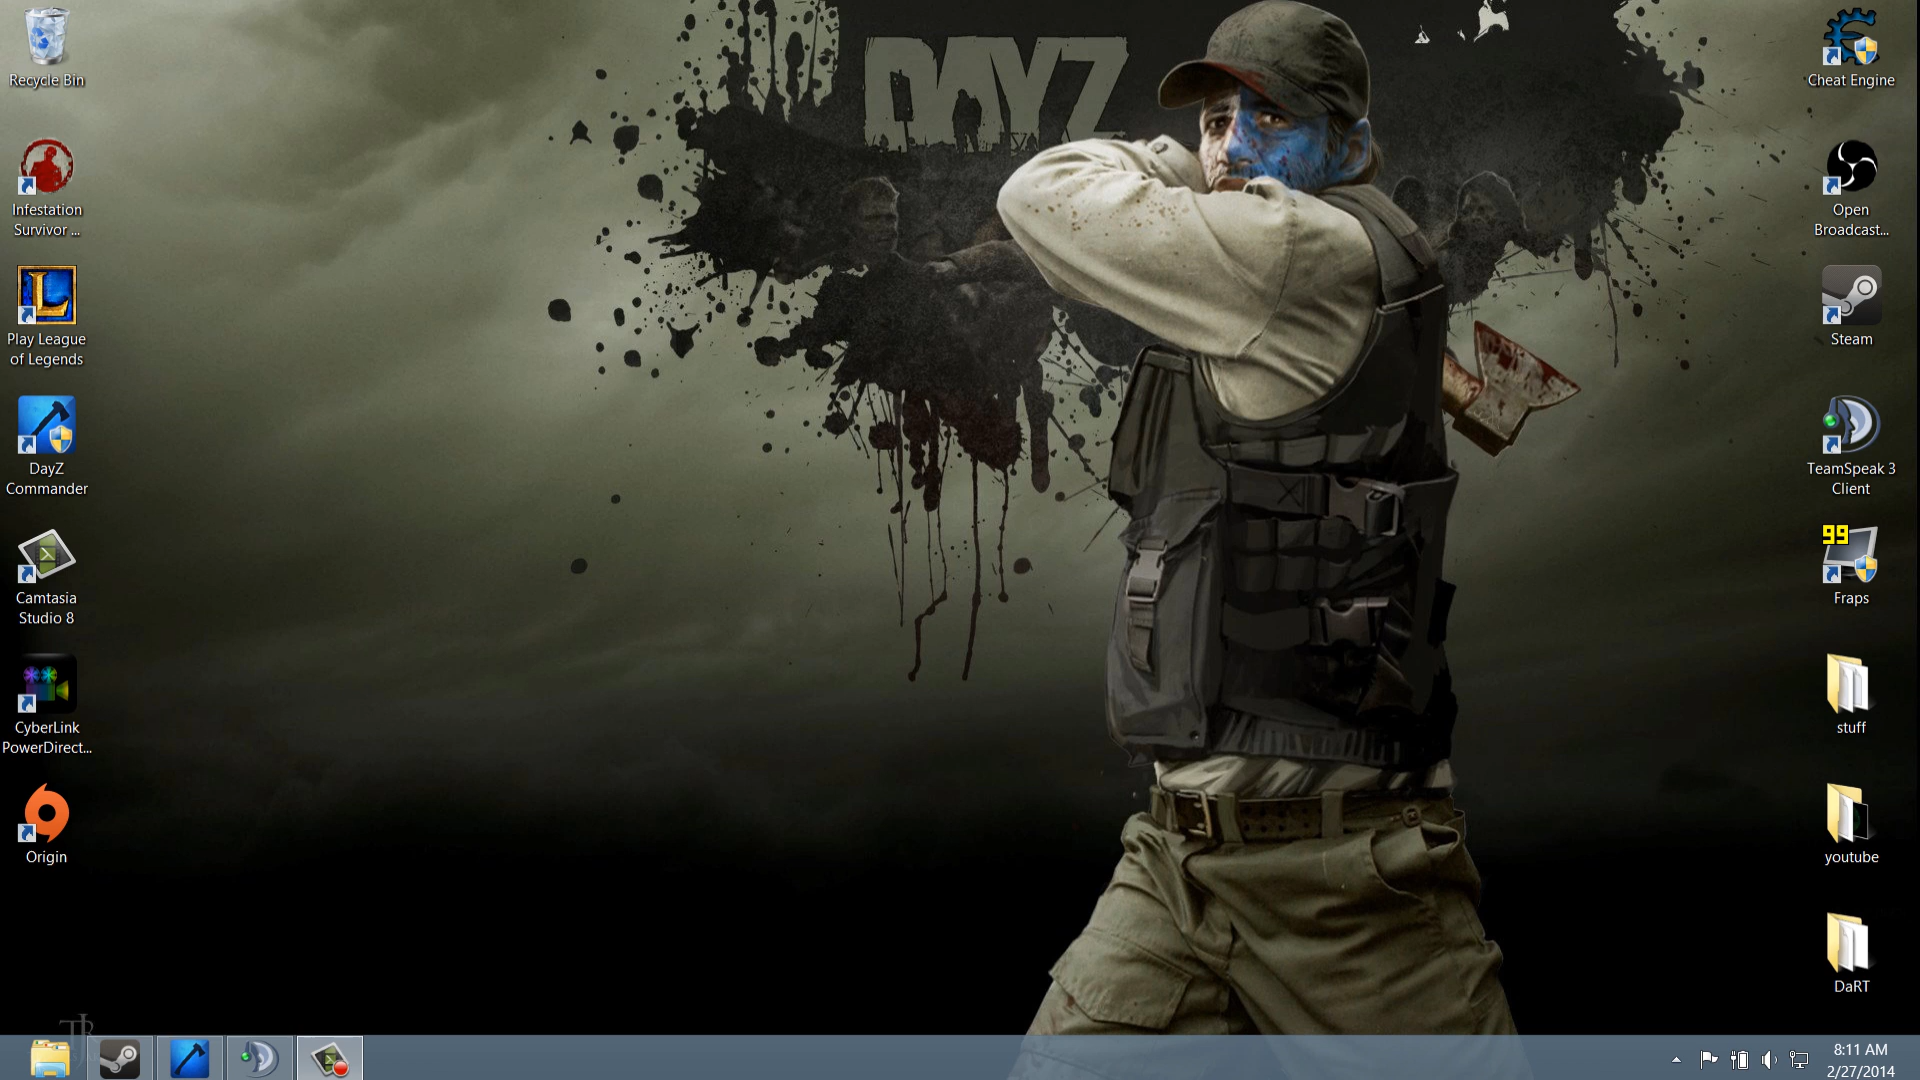 Recycle Bin
Infestation
Survivor ...
Play League
of Legends
DayZ
Commander
Camtasia
Studio 8
CyberLink
PowerDirect...
Origin
DAYZ
Cheat Engine
Open
Broadcast...
Steam
TeamSpeak 3
Client
99
Fraps
stuff
youtube
DaRT
TJR
8:11 AM
2/27/2014